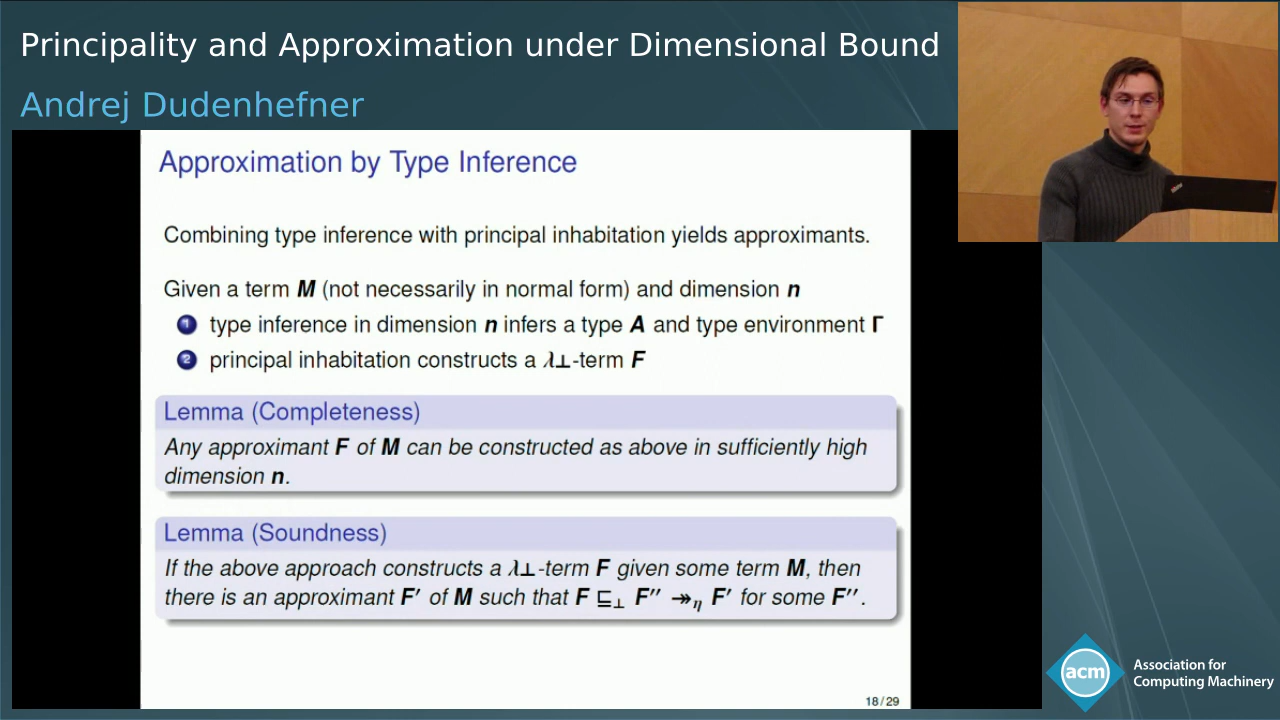 Principality and Approximation under Dimensional Bound
Andrej Dudenhefner
Approximation by Type Inference
Combining type inference with principal inhabitation yields approximants.
Given a term M (not necessarily in normal form) and dimension n
1 type inference in dimension n infers a type A and type environment Γ
2 principal inhabitation constructs a λ⊥-term F
Lemma (Completeness)
Any approximant F of M can be constructed as above in sufficiently high
dimension n.
Lemma (Soundness)
If the above approach constructs a λ⊥-term F given some term M, then
there is an approximant F′ of M such that F ⊑⊥ F′′ ↠η F′ for some F′′.
18/29
acm
Association for
Computing Machinery